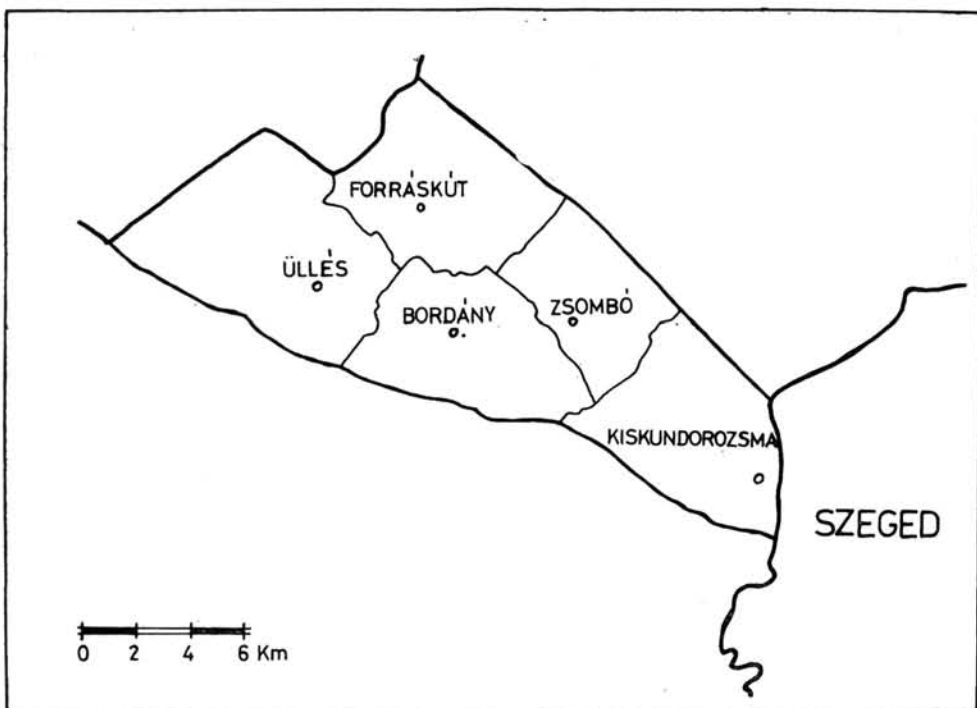 FORRÁSKÚT
ÜLLÉS
BORDÁNY
ZSOMBÓ
KISKUNDOROZSMA
SZEGED
0 2 4 6 Km